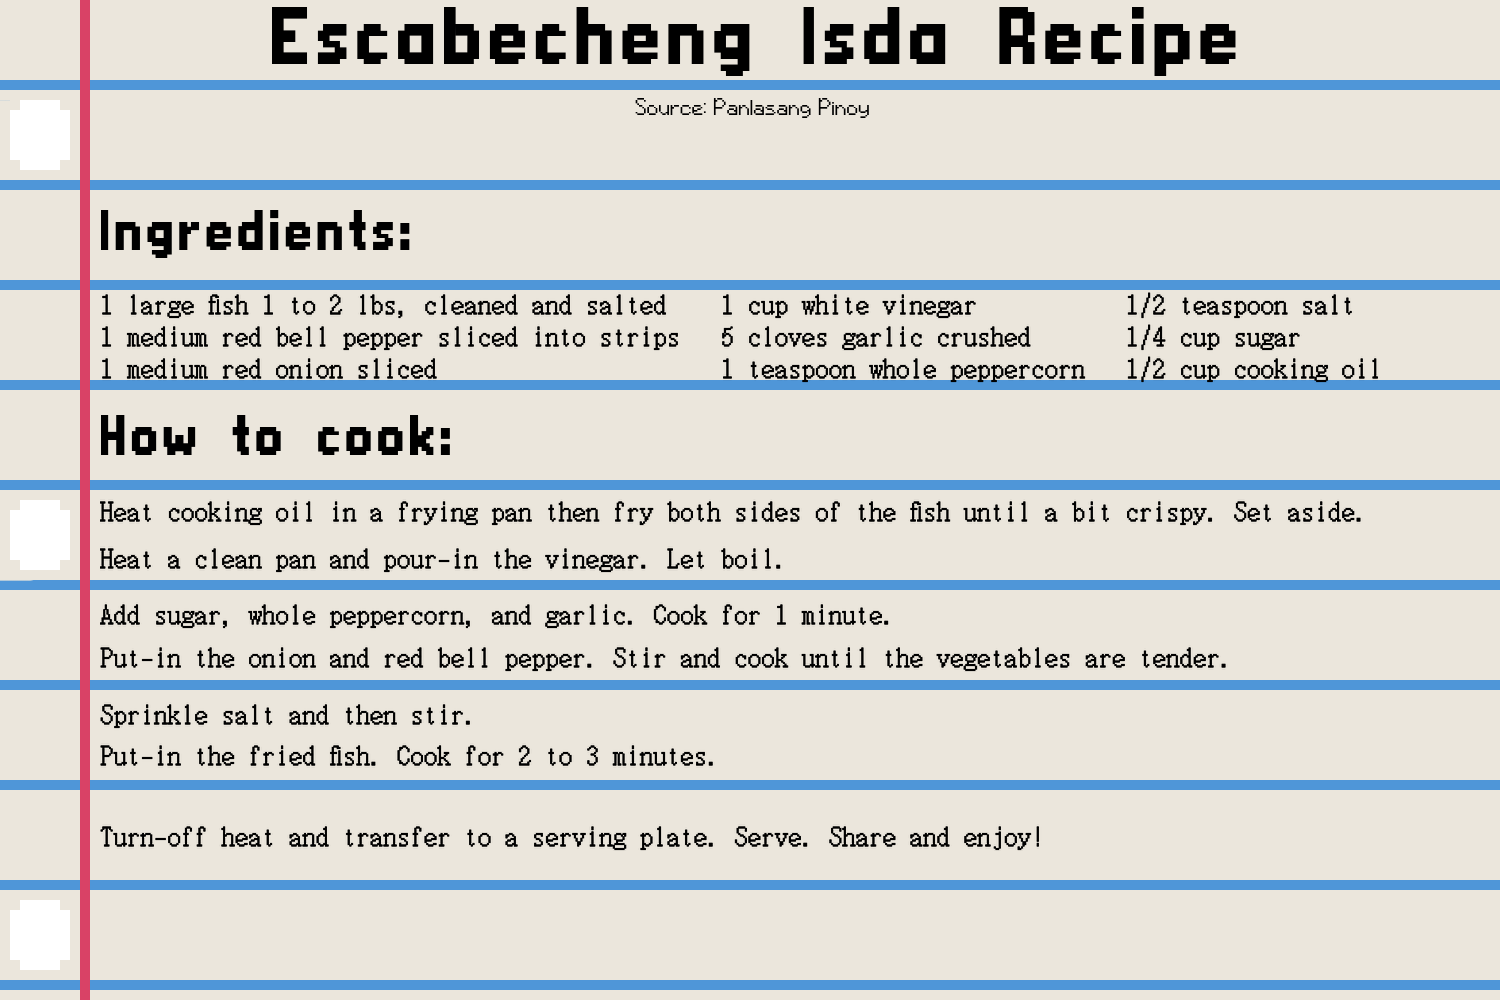 Escabecheng Isda Recipe
Source: Panlasang Pinoy
Ingredients:
1 large fish 1 to 2 lbs, cleaned and salted
1 medium red bell pepper sliced into strips
1 medium red onion sliced
1 cup white vinegar
5 cloves garlic crushed
1 teaspoon whole peppercorn
1/2 teaspoon salt
1/4 cup sugar
1/2 cup cooking oil
How to cook:
Heat cooking oil in a frying pan then fry both sides of the fish until a bit crispy. Set aside.
Heat a clean pan and pour-in the vinegar. Let boil.
Add sugar, whole peppercorn, and garlic. Cook for 1 minute.
Put-in the onion and red bell pepper. Stir and cook until the vegetables are tender.
Sprinkle salt and then stir.
Put-in the fried fish. Cook for 2 to 3 minutes.
Turn-off heat and transfer to a serving plate. Serve. Share and enjoy!